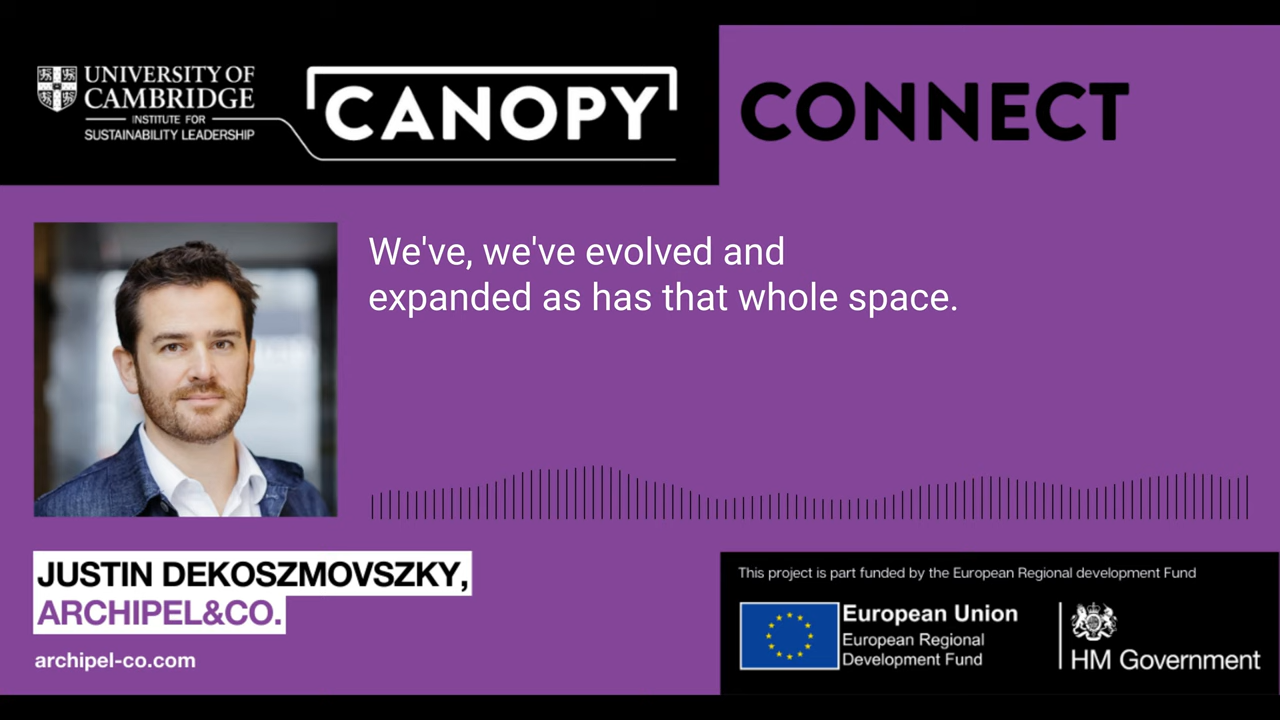 UNIVERSITY OF
CAMBRIDGE
INSTITUTE FOR
SUSTAINABILITY LEADERSHIP
CANOPY
CONNECT
We've, we've evolved and
expanded as has that whole space.
JUSTIN DEKOSZMOVSZKY,
ARCHIPEL&CO.
archipel-co.com
This project is part funded by the European Regional development Fund
European Union
European Regional
Development Fund
HM Government